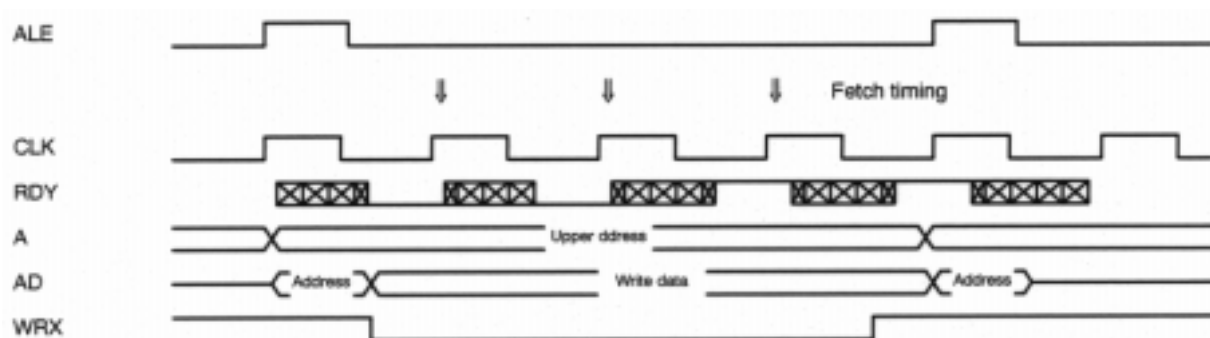 ALE
Fetch timing
CLK
RDY
A Upper ddress
AD Address Write data Address
WRX